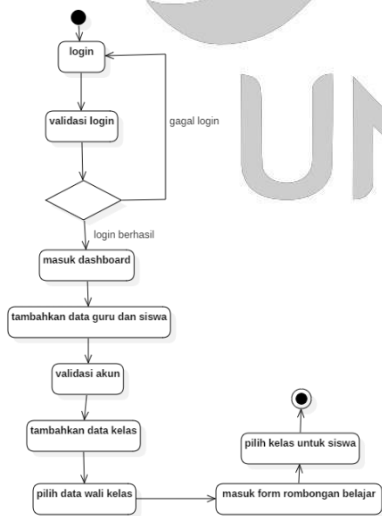 login
validasi login
gagal login
login berhasil
masuk dashboard
tambahkan data guru dan siswa
validasi akun
tambahkan data kelas
pilih kelas untuk siswa
pilih data wali kelas
masuk form rombongan belajar